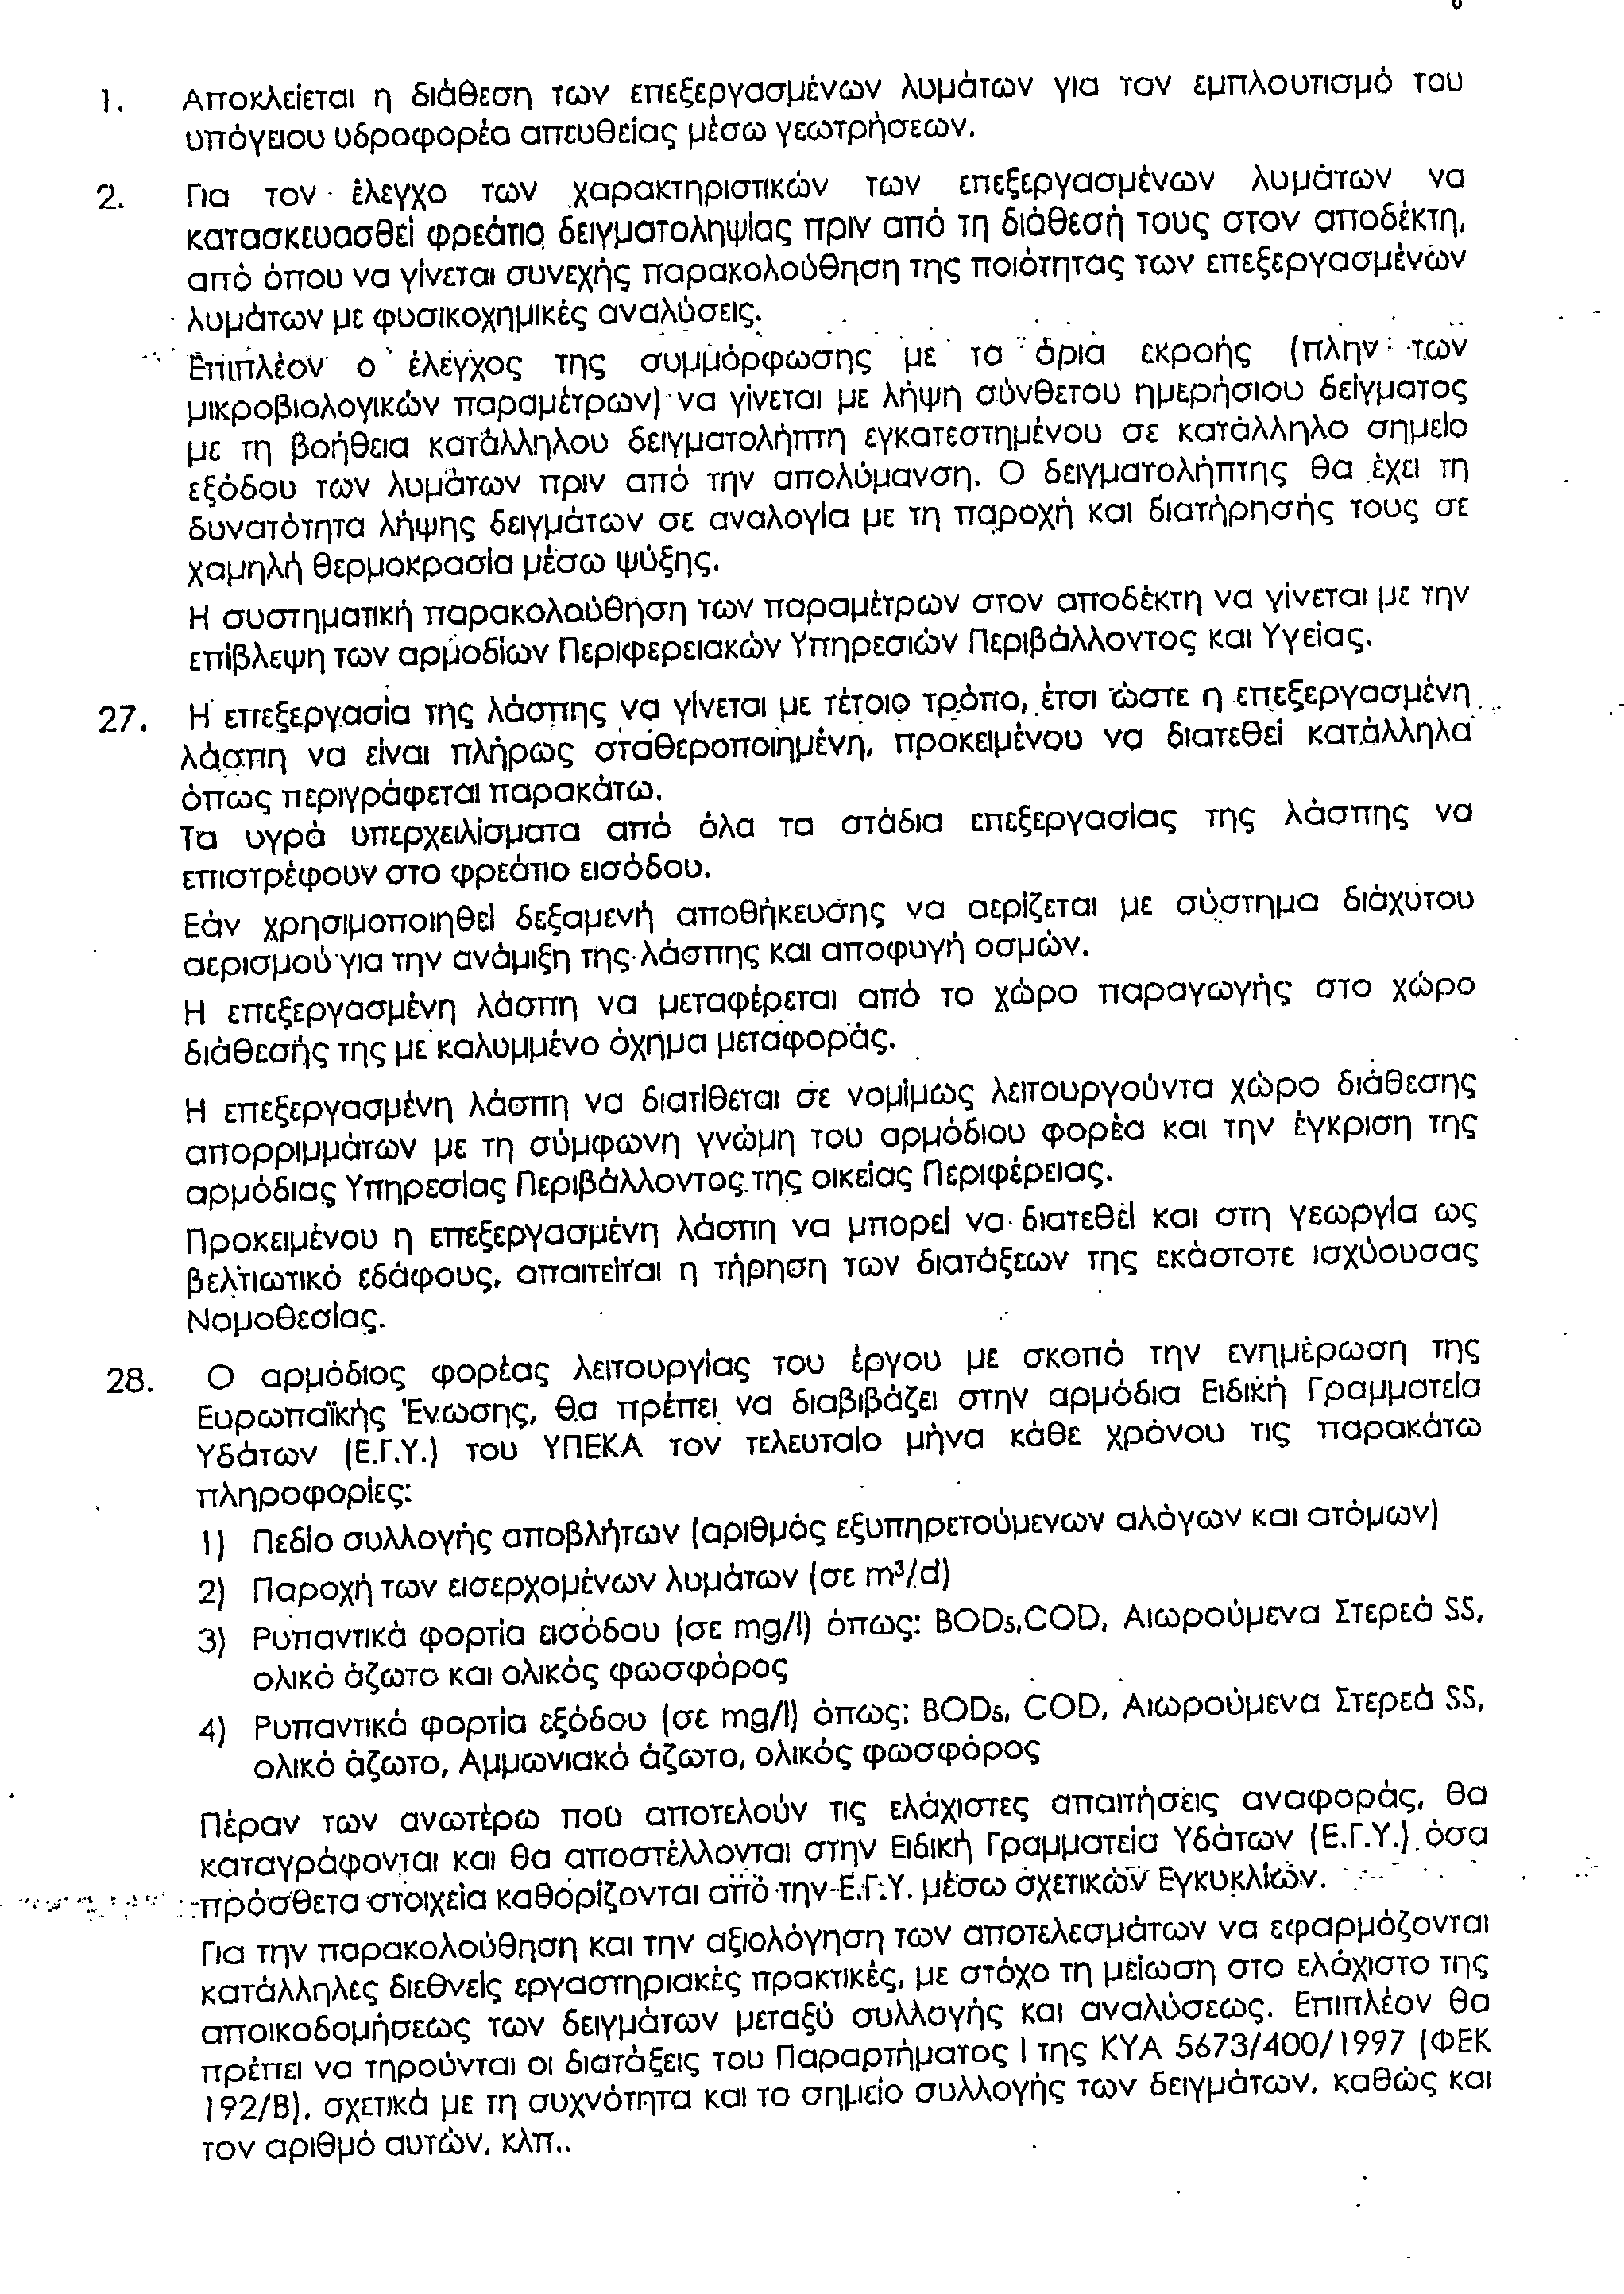 1. Αποκλείεται η διάθεση των επεξεργασμένων λυμάτων για τον εμπλουτισμό του
υπόγειου υδροφορέα απευθείας μέσω γεωτρήσεων.
2. Για τον έλεγχο των χαρακτηριστικών των επεξεργασμένων λυμάτων να
κατασκευασθεί φρεάτιο δειγματοληψίας πριν από τη διάθεσή τους στον αποδέκτη,
από όπου να γίνεται συνεχής παρακολούθηση της ποιότητας των επεξεργασμένων
λυμάτων με φυσικοχημικές αναλύσεις.
Επιπλέον ο έλεγχος της συμμόρφωσης με τα όρια εκροής (πλην των
μικροβιολογικών παραμέτρων) να γίνεται με λήψη σύνθετου ημερήσιου δείγματος
με τη βοήθεια κατάλληλου δειγματολήπτη εγκατεστημένου σε κατάλληλο σημείο
εξόδου των λυμάτων πριν από την απολύμανση. Ο δειγματολήπτης θα έχει τη
δυνατότητα λήψης δειγμάτων σε αναλογία με τη παροχή και διατήρησής τους σε
χαμηλή θερμοκρασία μέσω ψύξης.
Η συστηματική παρακολούθηση των παραμέτρων στον αποδέκτη να γίνεται με την
επίβλεψη των αρμοδίων Περιφερειακών Υπηρεσιών Περιβάλλοντος και Υγείας.
27. Η επεξεργασία της λάσπης να γίνεται με τέτοιο τρόπο, έτσι ώστε η επεξεργασμένη
λάσπη να είναι πλήρως σταθεροποιημένη, προκειμένου να διατεθεί κατάλληλα
όπως περιγράφεται παρακάτω.
Τα υγρά υπερχειλίσματα από όλα τα στάδια επεξεργασίας της λάσπης να
επιστρέφουν στο φρεάτιο εισόδου.
Εάν χρησιμοποιηθεί δεξαμενή αποθήκευσης να αερίζεται με σύστημα διάχυτου
αερισμού για την ανάμιξη της λάσπης και αποφυγή οσμών.
Η επεξεργασμένη λάσπη να μεταφέρεται από το χώρο παραγωγής στο χώρο
διάθεσής της με καλυμμένο όχημα μεταφοράς.
Η επεξεργασμένη λάσπη να διατίθεται σε νομίμως λειτουργούντα χώρο διάθεσης
απορριμμάτων με τη σύμφωνη γνώμη του αρμόδιου φορέα και την έγκριση της
αρμόδιας Υπηρεσίας Περιβάλλοντος της οικείας Περιφέρειας.
Προκειμένου η επεξεργασμένη λάσπη να μπορεί να διατεθεί και στη γεωργία ως
βελτιωτικό εδάφους, απαιτείται η τήρηση των διατάξεων της εκάστοτε ισχύουσας
Νομοθεσίας.
28. Ο αρμόδιος φορέας λειτουργίας του έργου με σκοπό την ενημέρωση της
Ευρωπαϊκής Ένωσης, θα πρέπει να διαβιβάζει στην αρμόδια Ειδική Γραμματεία
Υδάτων (Ε.Γ.Υ.) του ΥΠΕΚΑ τον τελευταίο μήνα κάθε χρόνου τις παρακάτω
πληροφορίες:
1) Πεδίο συλλογής αποβλήτων (αριθμός εξυπηρετούμενων αλόγων και ατόμων)
2) Παροχή των εισερχομένων λυμάτων (σε m³/d)
3) Ρυπαντικά φορτία εισόδου (σε mg/l) όπως: BOD₅,COD, Αιωρούμενα Στερεά SS,
ολικό άζωτο και ολικός φωσφόρος
4) Ρυπαντικά φορτία εξόδου (σε mg/l) όπως: BOD₅, COD, Αιωρούμενα Στερεά SS,
ολικό άζωτο, Αμμωνιακό άζωτο, ολικός φωσφόρος
Πέραν των ανωτέρω που αποτελούν τις ελάχιστες απαιτήσεις αναφοράς, θα
καταγράφονται και θα αποστέλλονται στην Ειδική Γραμματεία Υδάτων (Ε.Γ.Υ.) όσα
πρόσθετα στοιχεία καθορίζονται από την Ε.Γ.Υ. μέσω σχετικών Εγκυκλίων.
Για την παρακολούθηση και την αξιολόγηση των αποτελεσμάτων να εφαρμόζονται
κατάλληλες διεθνείς εργαστηριακές πρακτικές, με στόχο τη μείωση στο ελάχιστο της
αποικοδομήσεως των δειγμάτων μεταξύ συλλογής και αναλύσεως. Επιπλέον θα
πρέπει να τηρούνται οι διατάξεις του Παραρτήματος Ι της ΚΥΑ 5673/400/1997 (ΦΕΚ
192/Β), σχετικά με τη συχνότητα και το σημείο συλλογής των δειγμάτων, καθώς και
τον αριθμό αυτών, κλπ..